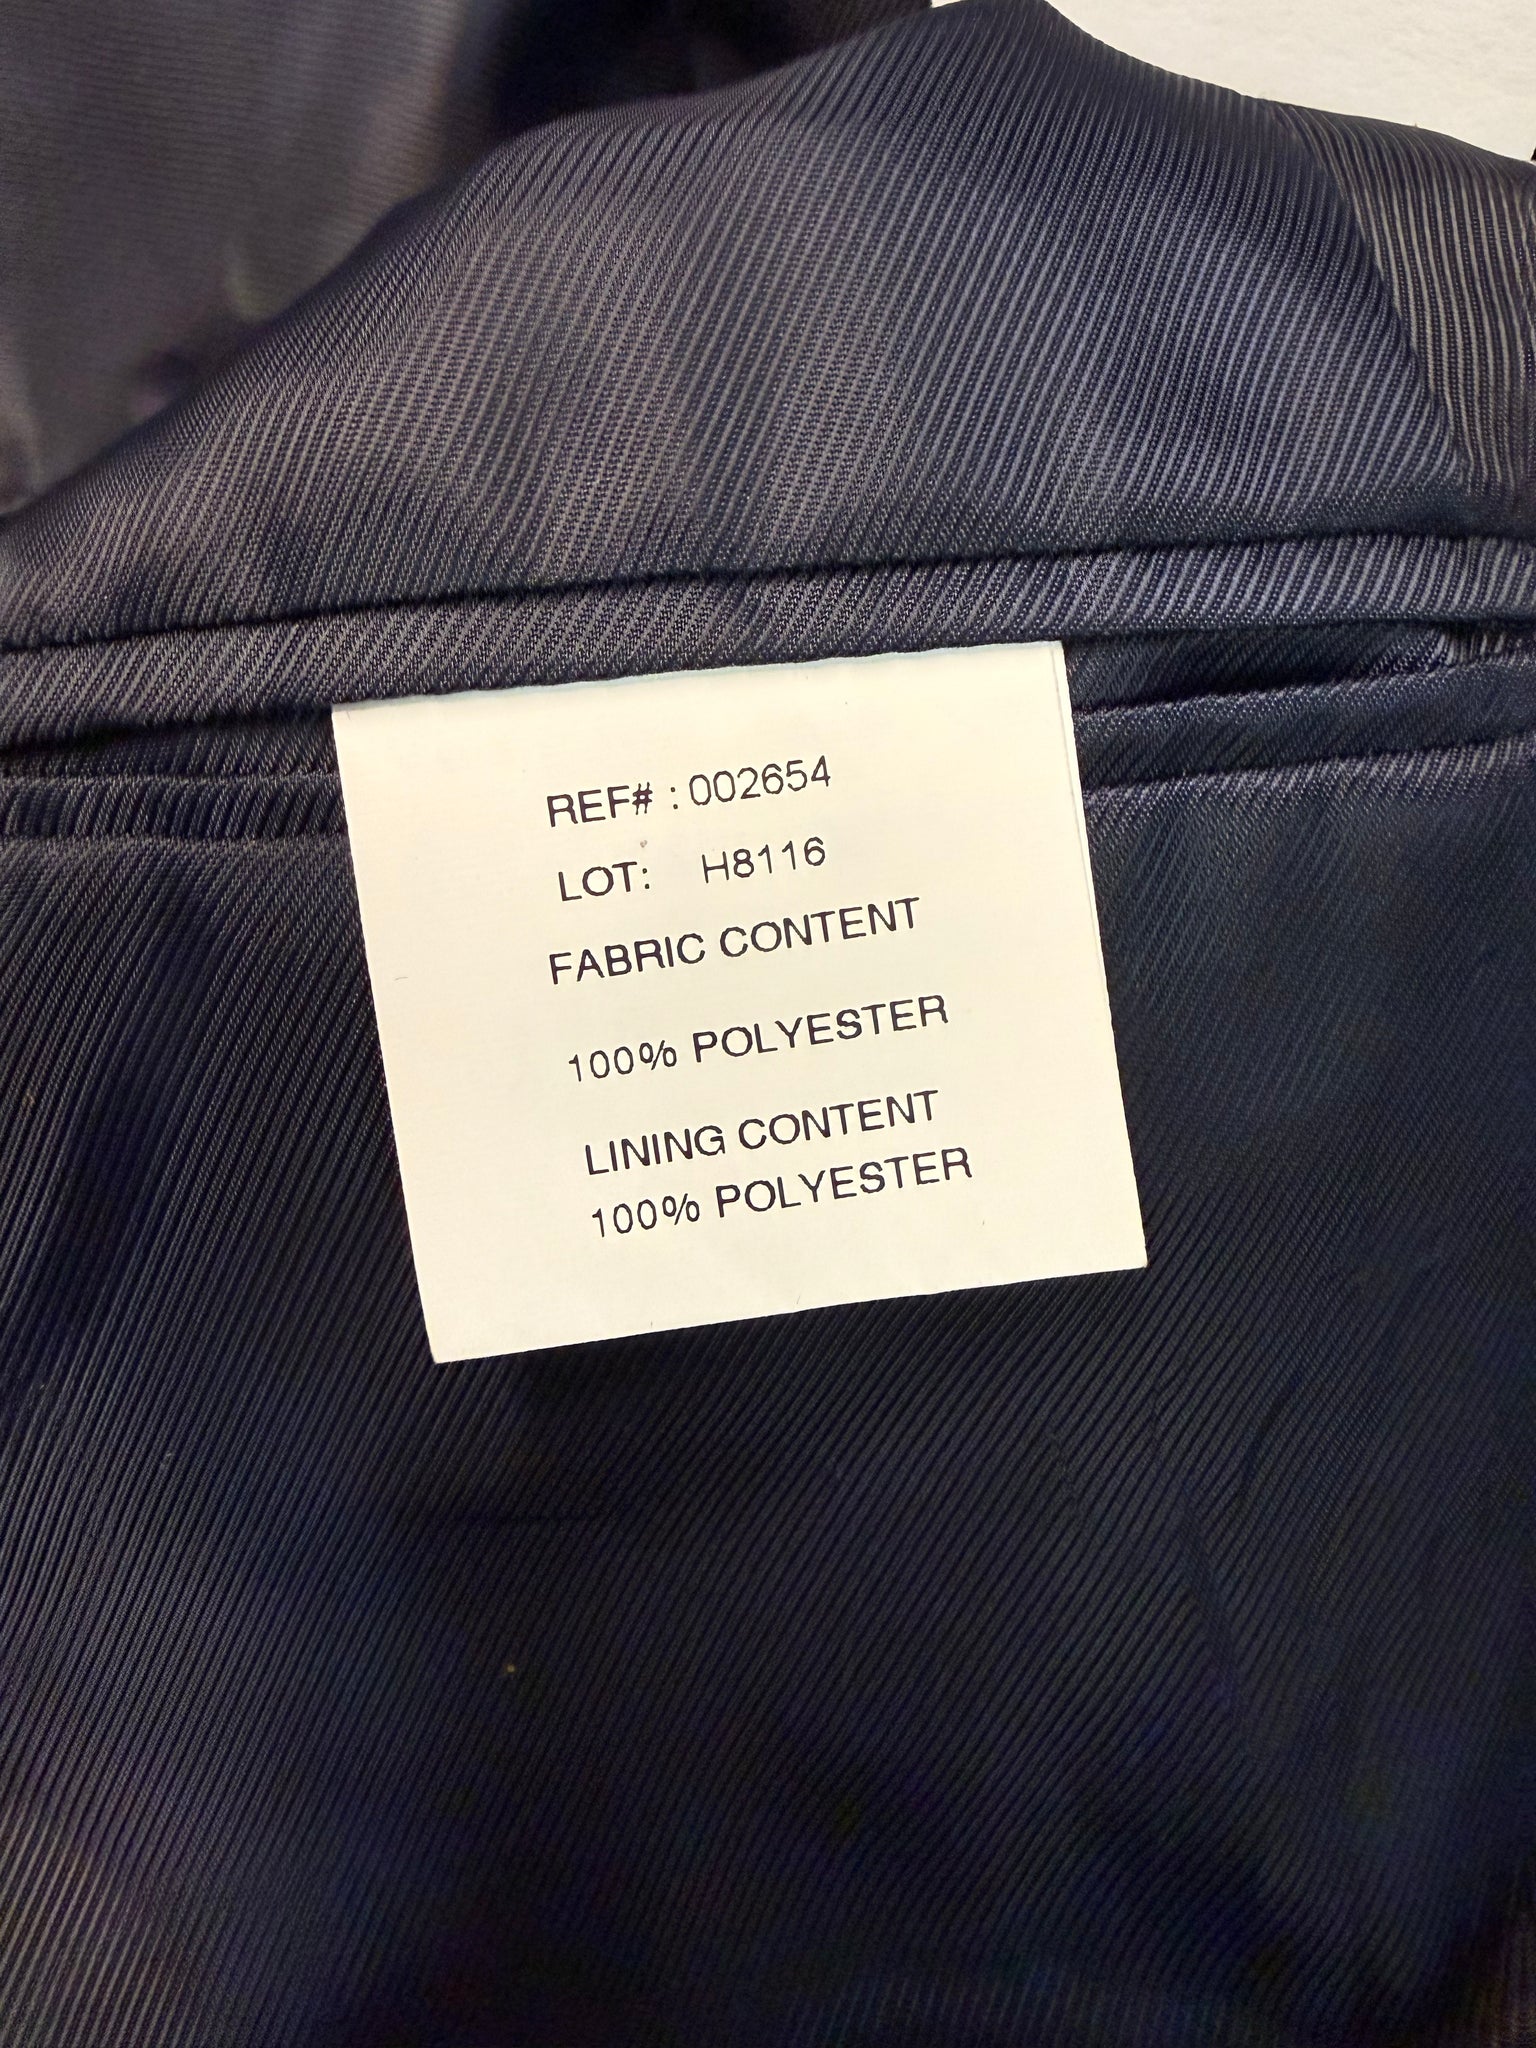 REF# : 002654
LOT: H8116
FABRIC CONTENT
100% POLYESTER
LINING CONTENT
100% POLYESTER